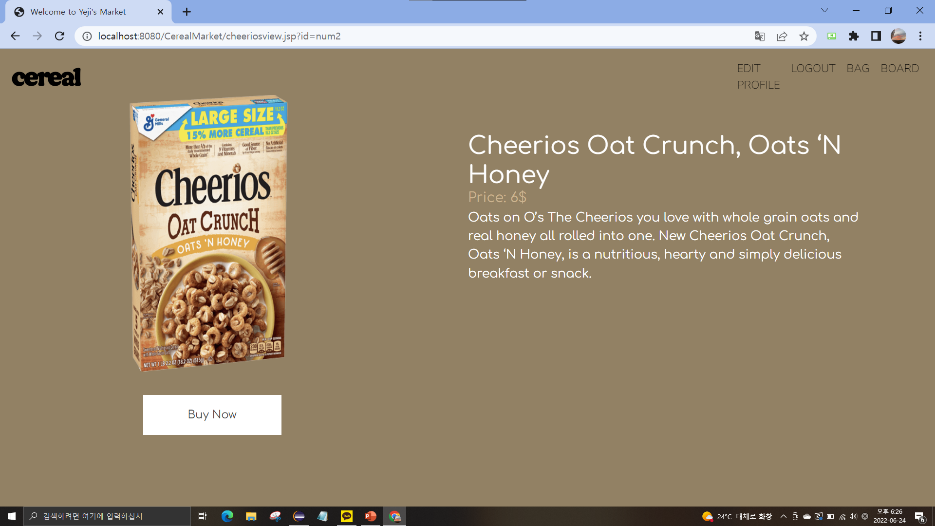 Welcome to Yeji's Market
localhost:8080/CerealMarket/cheeriosview.jsp?id=num2
cereal
EDIT PROFILE
LOGOUT
BAG
BOARD
General Mills
LARGE SIZE
15% MORE CEREAL
Cheerios
OAT CRUNCH
OATS 'N HONEY
Buy Now
Cheerios Oat Crunch, Oats ‘N
Honey
Price: 6$
Oats on O’s The Cheerios you love with whole grain oats and
real honey all rolled into one. New Cheerios Oat Crunch,
Oats ‘N Honey, is a nutritious, hearty and simply delicious
breakfast or snack.
검색하려면 여기에 입력하십시
24°C 대체로 화창
오후 6:26
2022-06-24